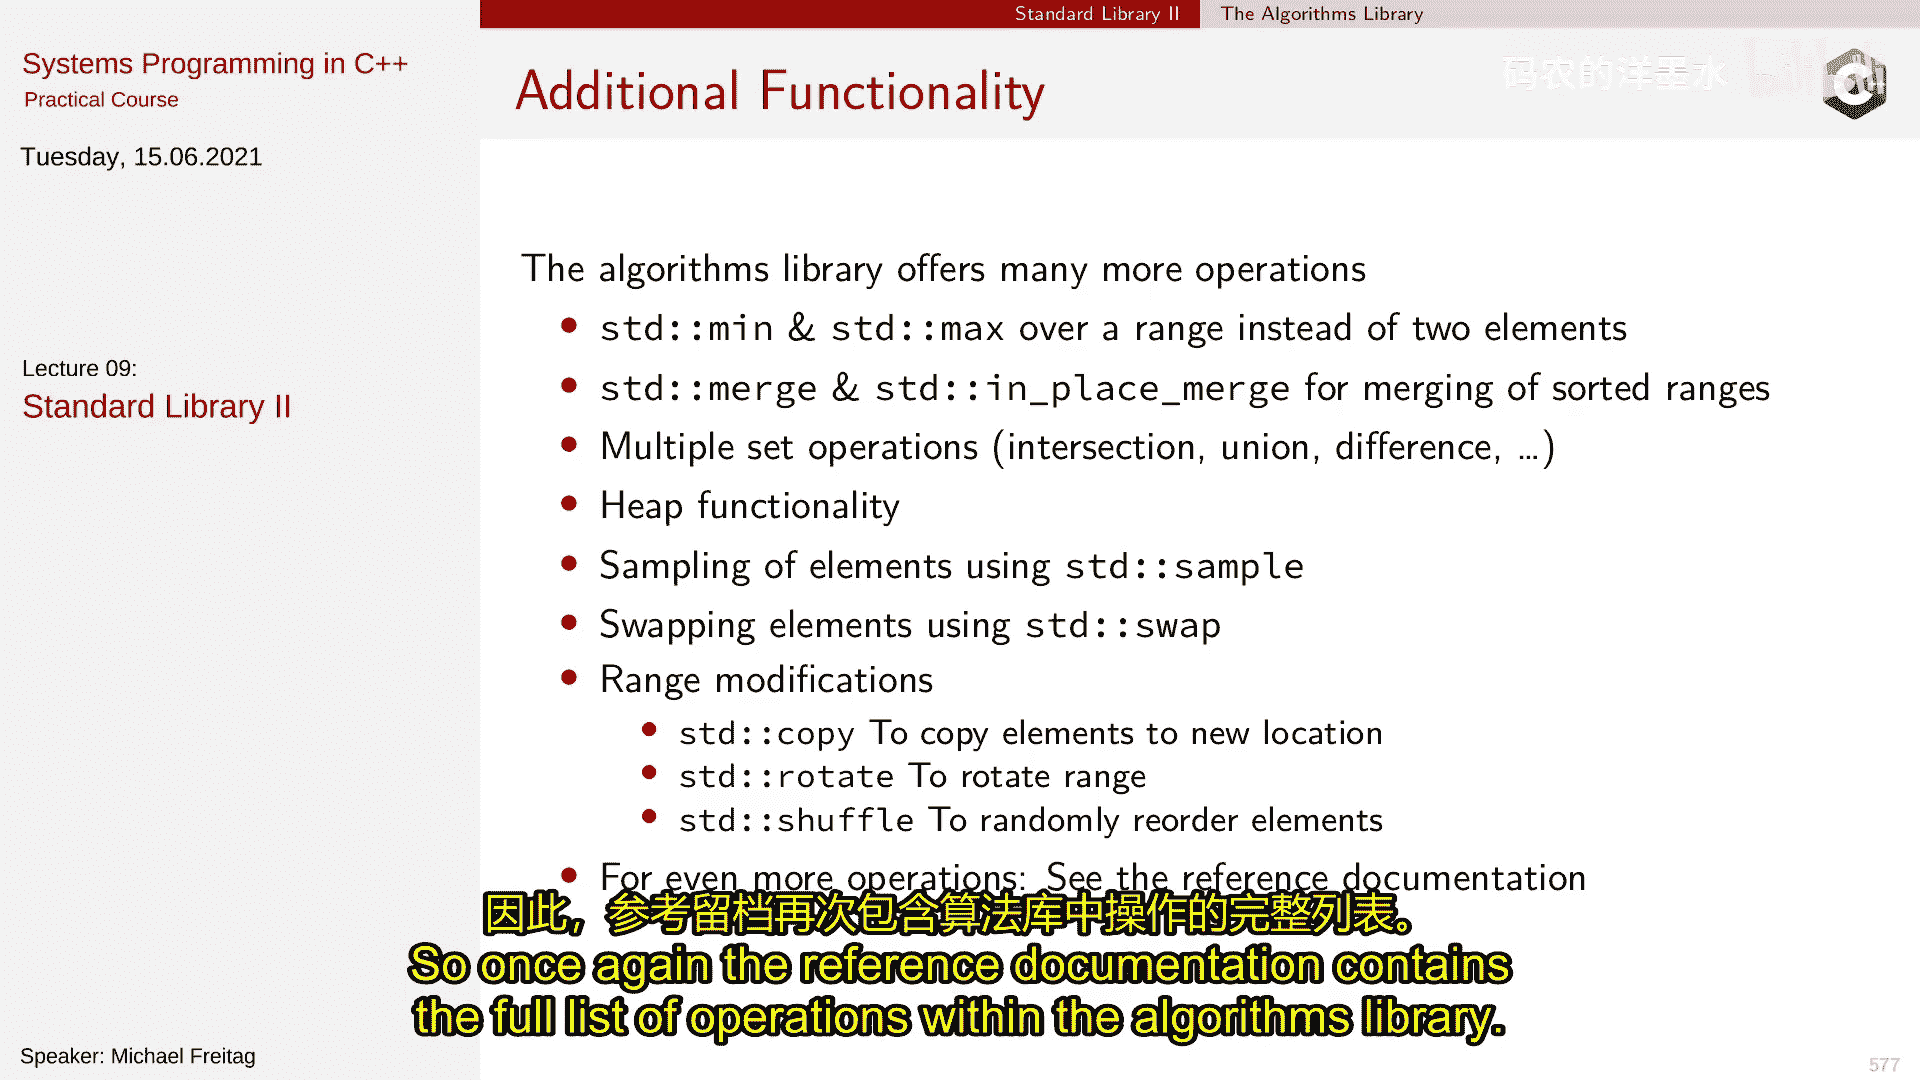 Standard Library II
The Algorithms Library
Systems Programming in C++
Practical Course
Tuesday, 15.06.2021
Additional Functionality
码农的洋墨水
Lecture 09:
Standard Library II
The algorithms library offers many more operations
• std::min & std::max over a range instead of two elements
• std::merge & std::in_place_merge for merging of sorted ranges
• Multiple set operations (intersection, union, difference, …)
• Heap functionality
• Sampling of elements using std::sample
• Swapping elements using std::swap
• Range modifications
• std::copy To copy elements to new location
• std::rotate To rotate range
• std::shuffle To randomly reorder elements
• For even more operations: See the reference documentation
因此，参考留档再次包含算法库中操作的完整列表。
So once again the reference documentation contains
the full list of operations within the algorithms library.
Speaker: Michael Freitag
577